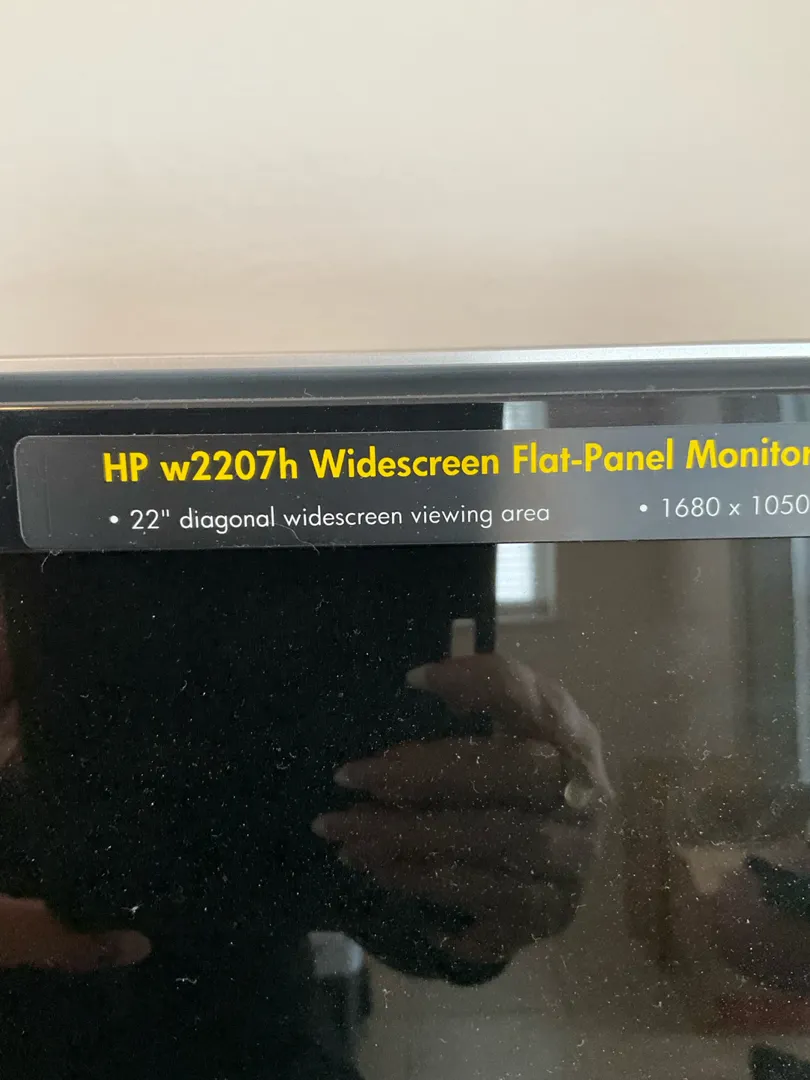 HP w2207h Widescreen Flat-Panel Monitor
• 22" diagonal widescreen viewing area • 1680 x 1050